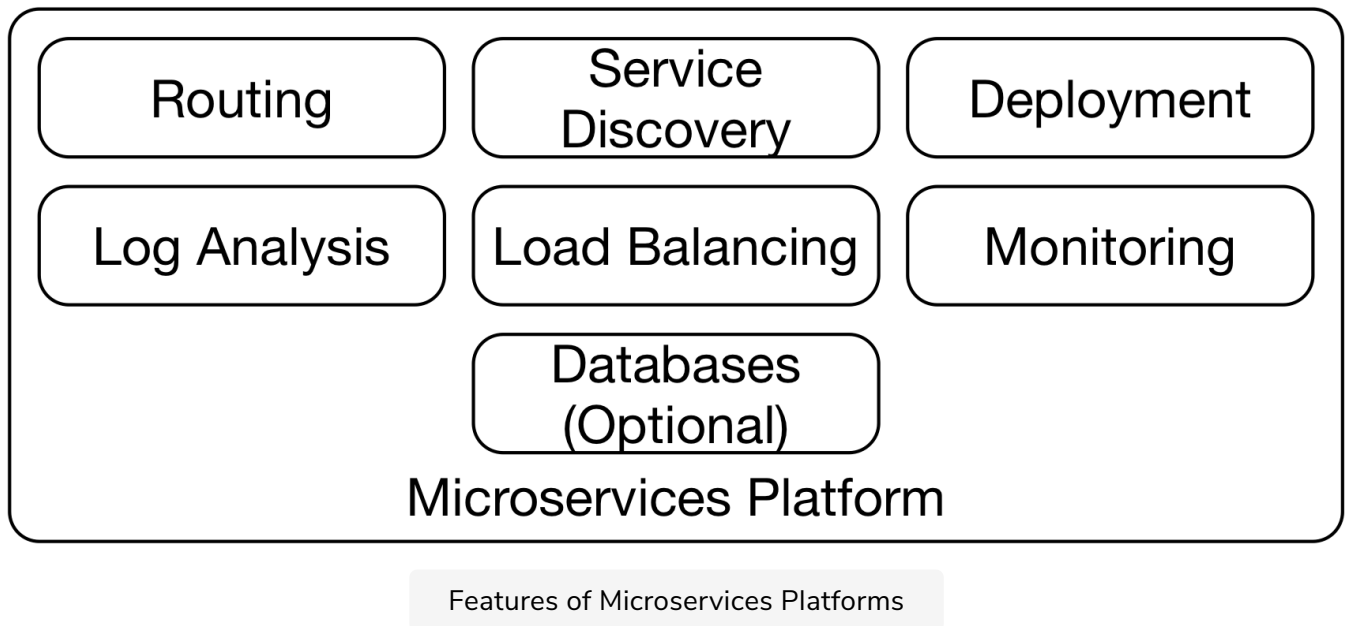 Routing
Service
Discovery
Deployment
Log Analysis
Load Balancing
Monitoring
Databases
(Optional)
Microservices Platform
Features of Microservices Platforms